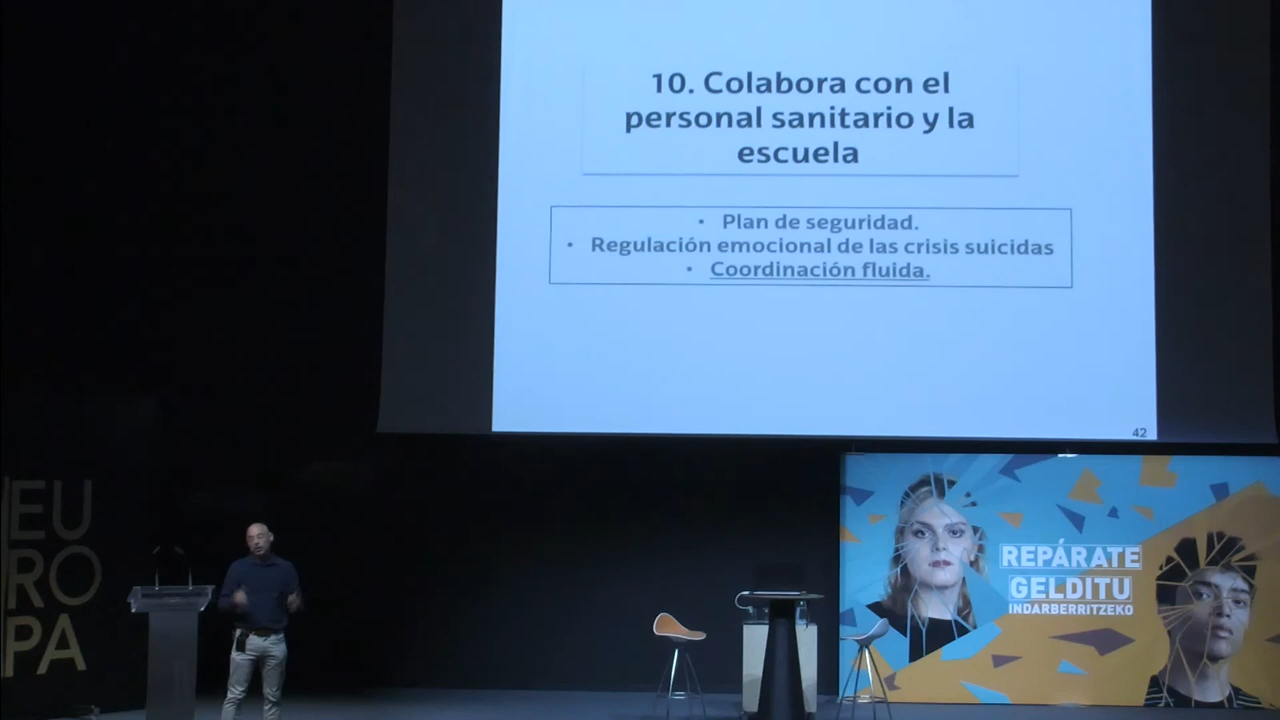 10. Colabora con el
personal sanitario y la
escuela
• Plan de seguridad.
• Regulación emocional de las crisis suicidas
• Coordinación fluida.
42
EU
RO
PA
REPÁRATE
GELDITU
INDARBERRITZEKO